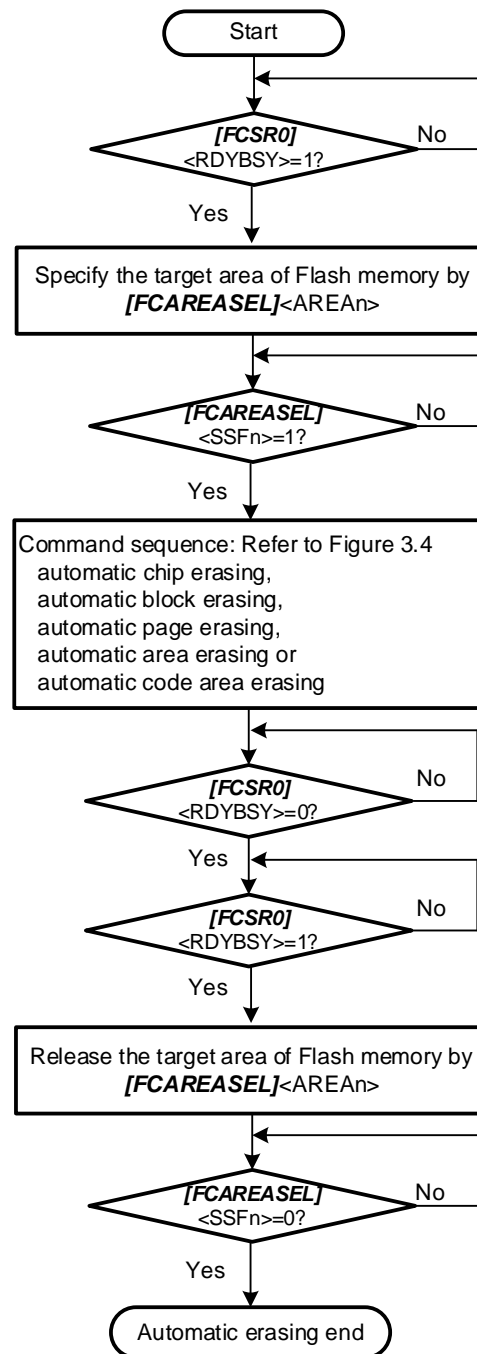 Start
[FCSR0]
<RDYBSY>=1?
No
Yes
Specify the target area of Flash memory by
[FCAREASEL]<AREAn>
[FCAREASEL]
<SSFn>=1?
No
Yes
Command sequence: Refer to Figure 3.4
automatic chip erasing,
automatic block erasing,
automatic page erasing,
automatic area erasing or
automatic code area erasing
[FCSR0]
<RDYBSY>=0?
No
Yes
[FCSR0]
<RDYBSY>=1?
No
Yes
Release the target area of Flash memory by
[FCAREASEL]<AREAn>
[FCAREASEL]
<SSFn>=0?
No
Yes
Automatic erasing end